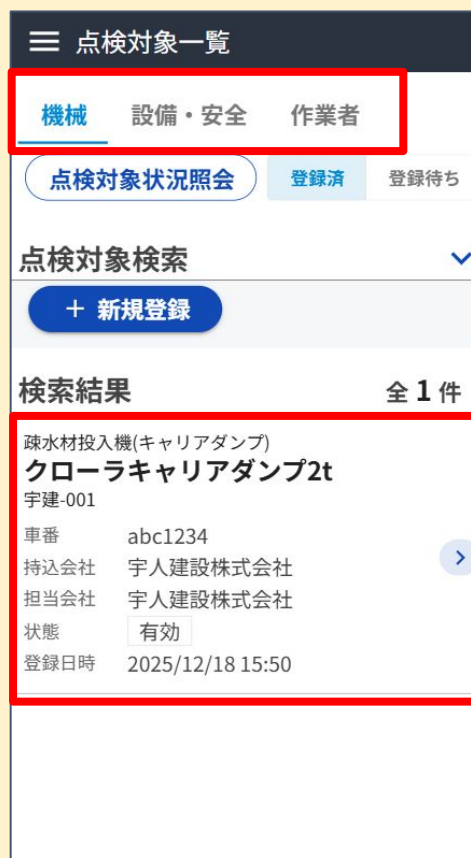 点検対象一覧
機械 設備・安全 作業者
点検対象状況照会 登録済 登録待ち
点検対象検索
+ 新規登録
検索結果 全 1 件
疎水材投入機(キャリアダンプ)
クローラキャリアダンプ2t
宇建-001
車番 abc1234
持込会社 宇人建設株式会社
担当会社 宇人建設株式会社
状態 有効
登録日時 2025/12/18 15:50